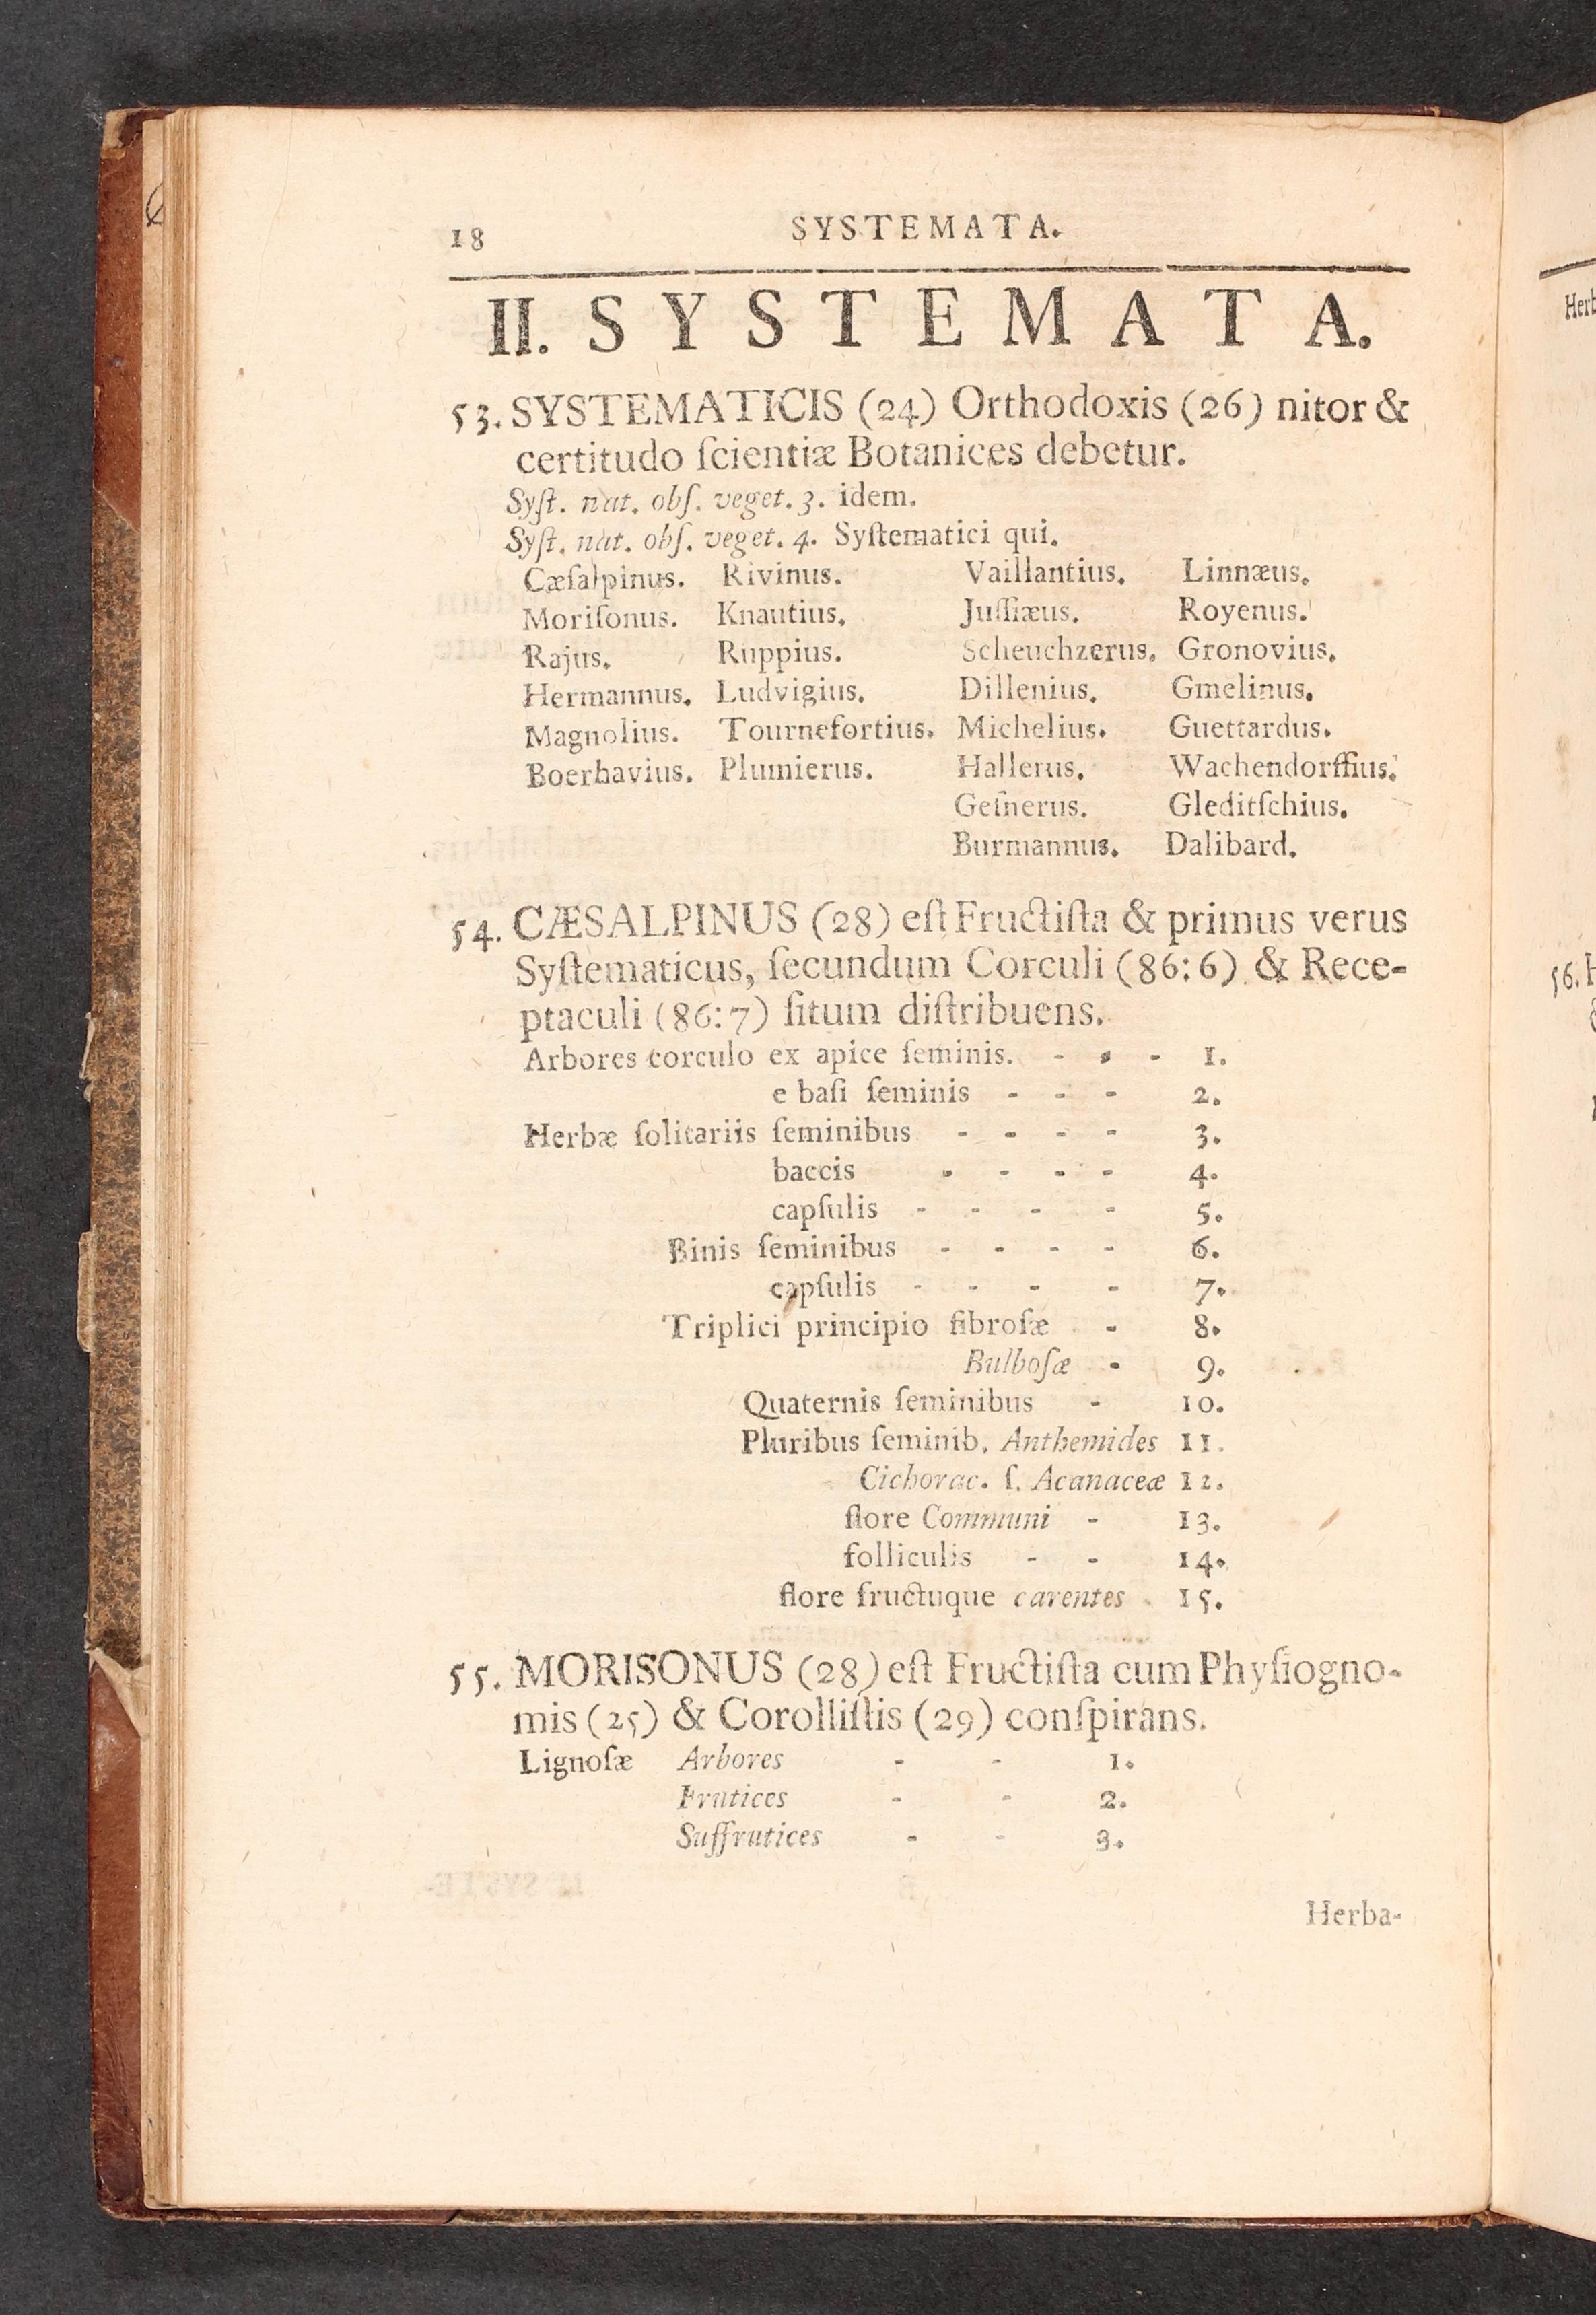 18 SYSTEMATA.
II. SYSTEMATA.
53. SYSTEMATICIS (24) Orthodoxis (26) nitor &
certitudo ſcientiæ Botanices debetur.
Syſt. nat. obſ. veget. 3. idem.
Syſt. nat. obſ. veget. 4. Syſtematici qui.
Cæſalpinus. Rivinus. Vaillantius. Linnæus.
Moriſonus. Knautius. Juſſiæus. Royenus.
Rajus. Ruppius. Scheuchzerus. Gronovius.
Hermannus. Ludvigius. Dillenius. Gmelinus.
Magnolius. Tournefortius. Michelius. Guettardus.
Boerhavius. Plumierus. Hallerus. Wachendorffius.
Geſnerus. Gleditſchius.
Burmannus. Dalibard.
54. CÆSALPINUS (28) eſt Fructiſta & primus verus
Syſtematicus, ſecundum Corculi (86:6) & Rece-
ptaculi (86:7) ſitum diſtribuens.
Arbores corculo ex apice ſeminis. - - - 1.
e baſi ſeminis - - - 2.
Herbæ ſolitariis ſeminibus - - - - 3.
baccis - - - - 4.
capſulis - - - - 5.
Binis ſeminibus - - - - 6.
capſulis - - - - 7.
Triplici principio fibroſæ - 8.
Bulboſæ - 9.
Quaternis ſeminibus - 10.
Pluribus ſeminib. Anthemides 11.
Cichorac. ſ. Acanaceæ 12.
flore Communi - 13.
folliculis - - 14.
flore fructuque carentes - 15.
55. MORISONUS (28) eſt Fructiſta cum Phyſiogno-
mis (25) & Corolliſtis (29) conſpirans.
Lignoſæ Arbores - - 1.
Frutices - - 2.
Suffrutices - - 3.
Herba-
Herb
56. H